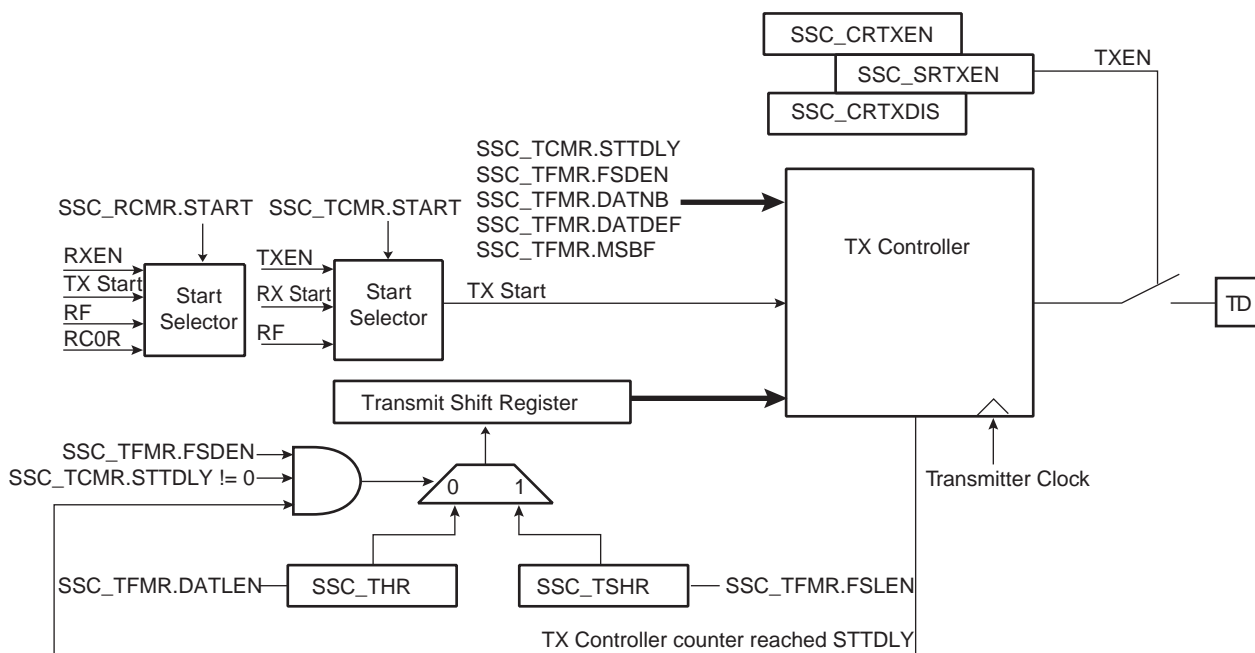 SSC_CRTXEN
SSC_SRTXEN
TXEN
SSC_CRTXDIS
SSC_TCMR.STTDLY
SSC_TFMR.FSDEN
SSC_TFMR.DATNB
SSC_TFMR.DATDEF
SSC_TFMR.MSBF
SSC_RCMR.START
SSC_TCMR.START
RXEN
TX Start
RF
RC0R
Start
Selector
TXEN
RX Start
RF
Start
Selector
TX Start
TX Controller
TD
Transmit Shift Register
SSC_TFMR.FSDEN
SSC_TCMR.STTDLY != 0
0 1
Transmitter Clock
SSC_TFMR.DATLEN
SSC_THR
SSC_TSHR
SSC_TFMR.FSLEN
TX Controller counter reached STTDLY